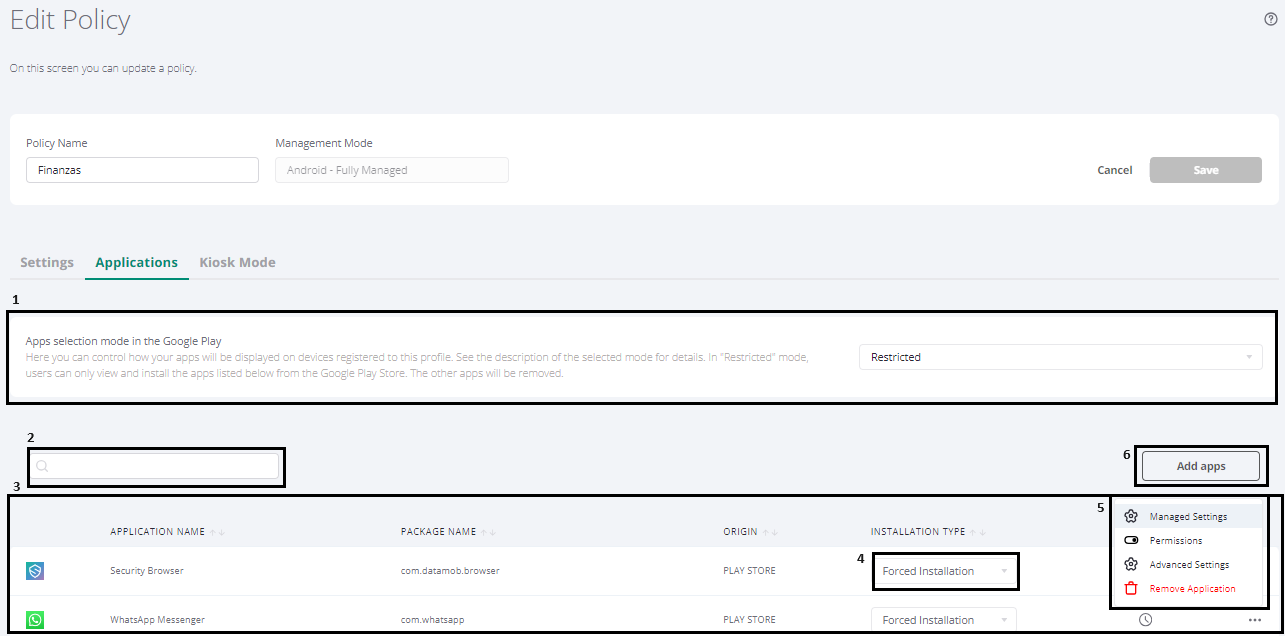 Edit Policy
On this screen you can update a policy.
Policy Name
Management Mode
Finanzas
Android - Fully Managed
Cancel
Save
Settings
Applications
Kiosk Mode
1
Apps selection mode in the Google Play
Here you can control how your apps will be displayed on devices registered to this profile. See the description of the selected mode for details. In "Restricted" mode,
users can only view and install the apps listed below from the Google Play Store. The other apps will be removed.
Restricted
2
6
Add apps
3
5
APPLICATION NAME
PACKAGE NAME
ORIGIN
INSTALLATION TYPE
Managed Settings
Permissions
Advanced Settings
Remove Application
4
Security Browser
com.datamob.browser
PLAY STORE
Forced Installation
WhatsApp Messenger
com.whatsapp
PLAY STORE
Forced Installation